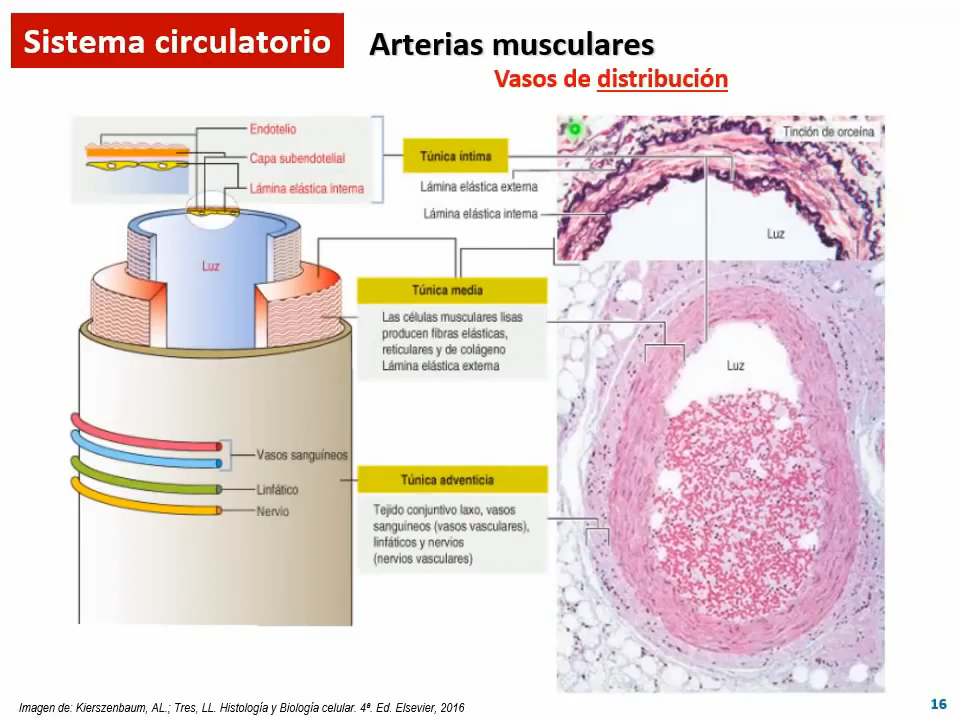 Sistema circulatorio
Arterias musculares
Vasos de distribución
Endotelio
Capa subendotelial
Lámina elástica interna
Luz
Túnica íntima
Lámina elástica externa
Lámina elástica interna
Tinción de orceína
Luz
Túnica media
Las células musculares lisas
producen fibras elásticas,
reticulares y de colágeno
Lámina elástica externa
Luz
Vasos sanguíneos
Linfático
Nervio
Túnica adventicia
Tejido conjuntivo laxo, vasos
sanguíneos (vasos vasculares),
linfáticos y nervios
(nervios vasculares)
Imagen de: Kierszenbaum, AL.; Tres, LL. Histología y Biología celular. 4ª. Ed. Elsevier, 2016
16